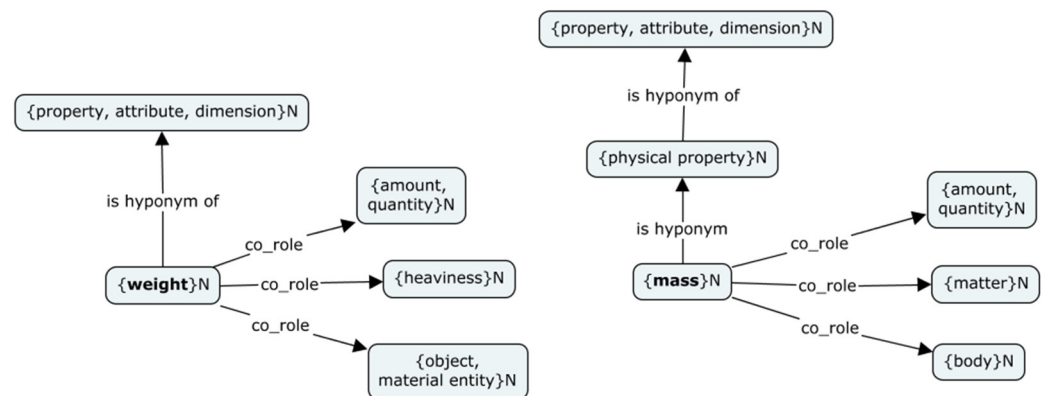 {property, attribute, dimension}N
is hyponym of
{weight}N
co_role
{amount,
quantity}N
co_role
{heaviness}N
co_role
{object,
material entity}N
{property, attribute, dimension}N
is hyponym of
{physical property}N
is hyponym
{mass}N
co_role
{amount,
quantity}N
co_role
{matter}N
co_role
{body}N